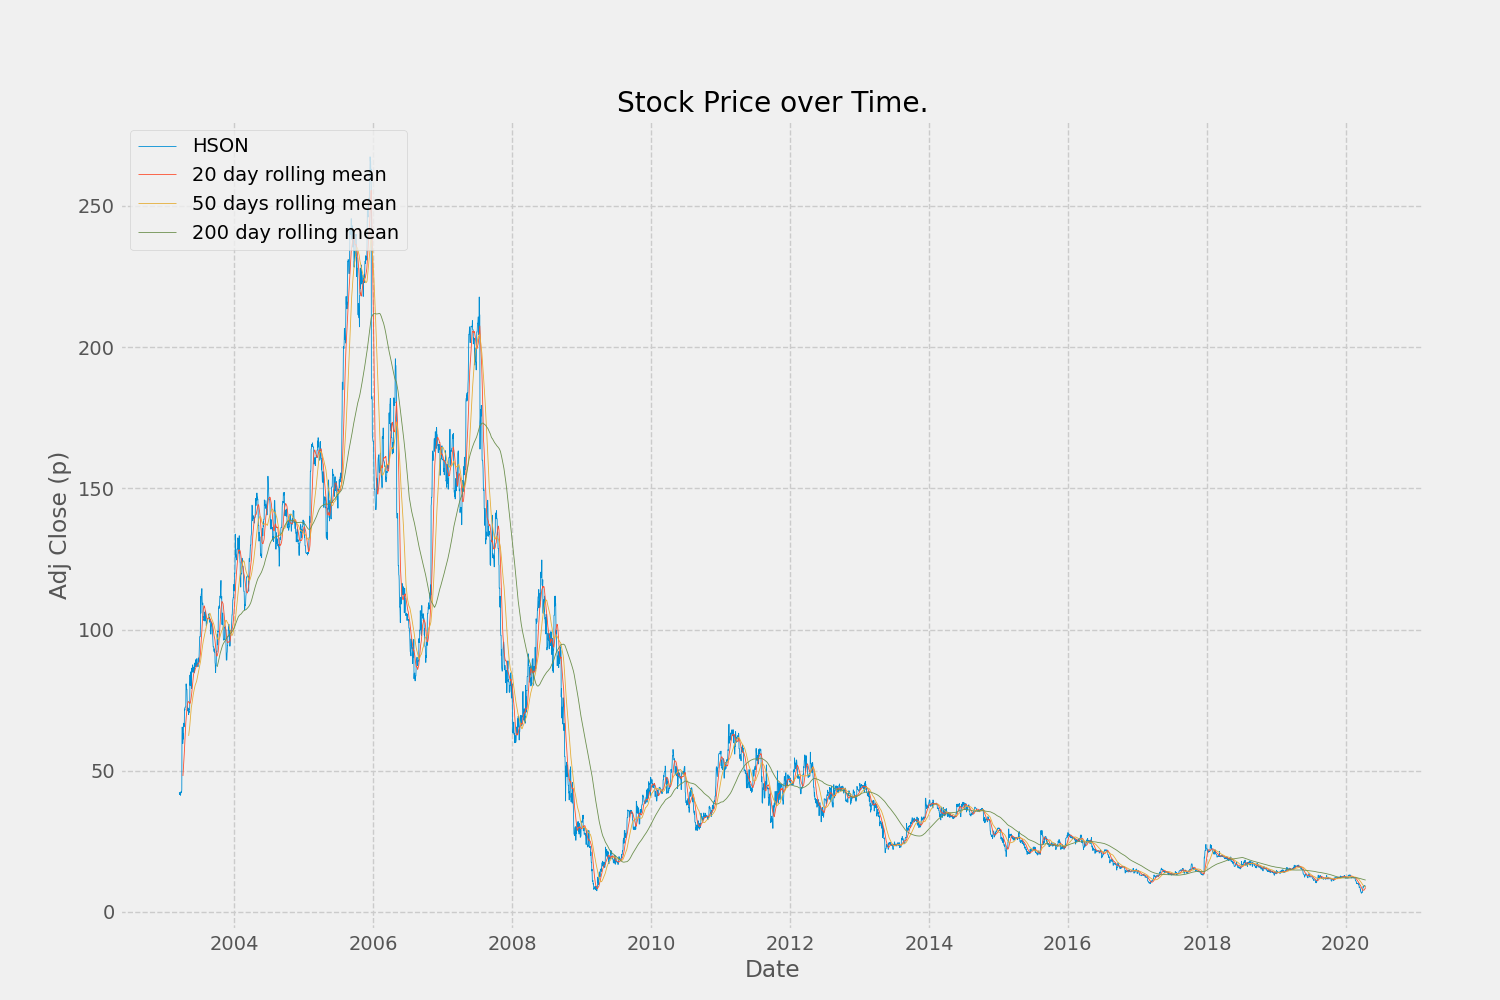 Stock Price over Time.
HSON
20 day rolling mean
50 days rolling mean
200 day rolling mean
250
200
150
100
50
0
Adj Close (p)
2004 2006 2008 2010 2012 2014 2016 2018 2020
Date